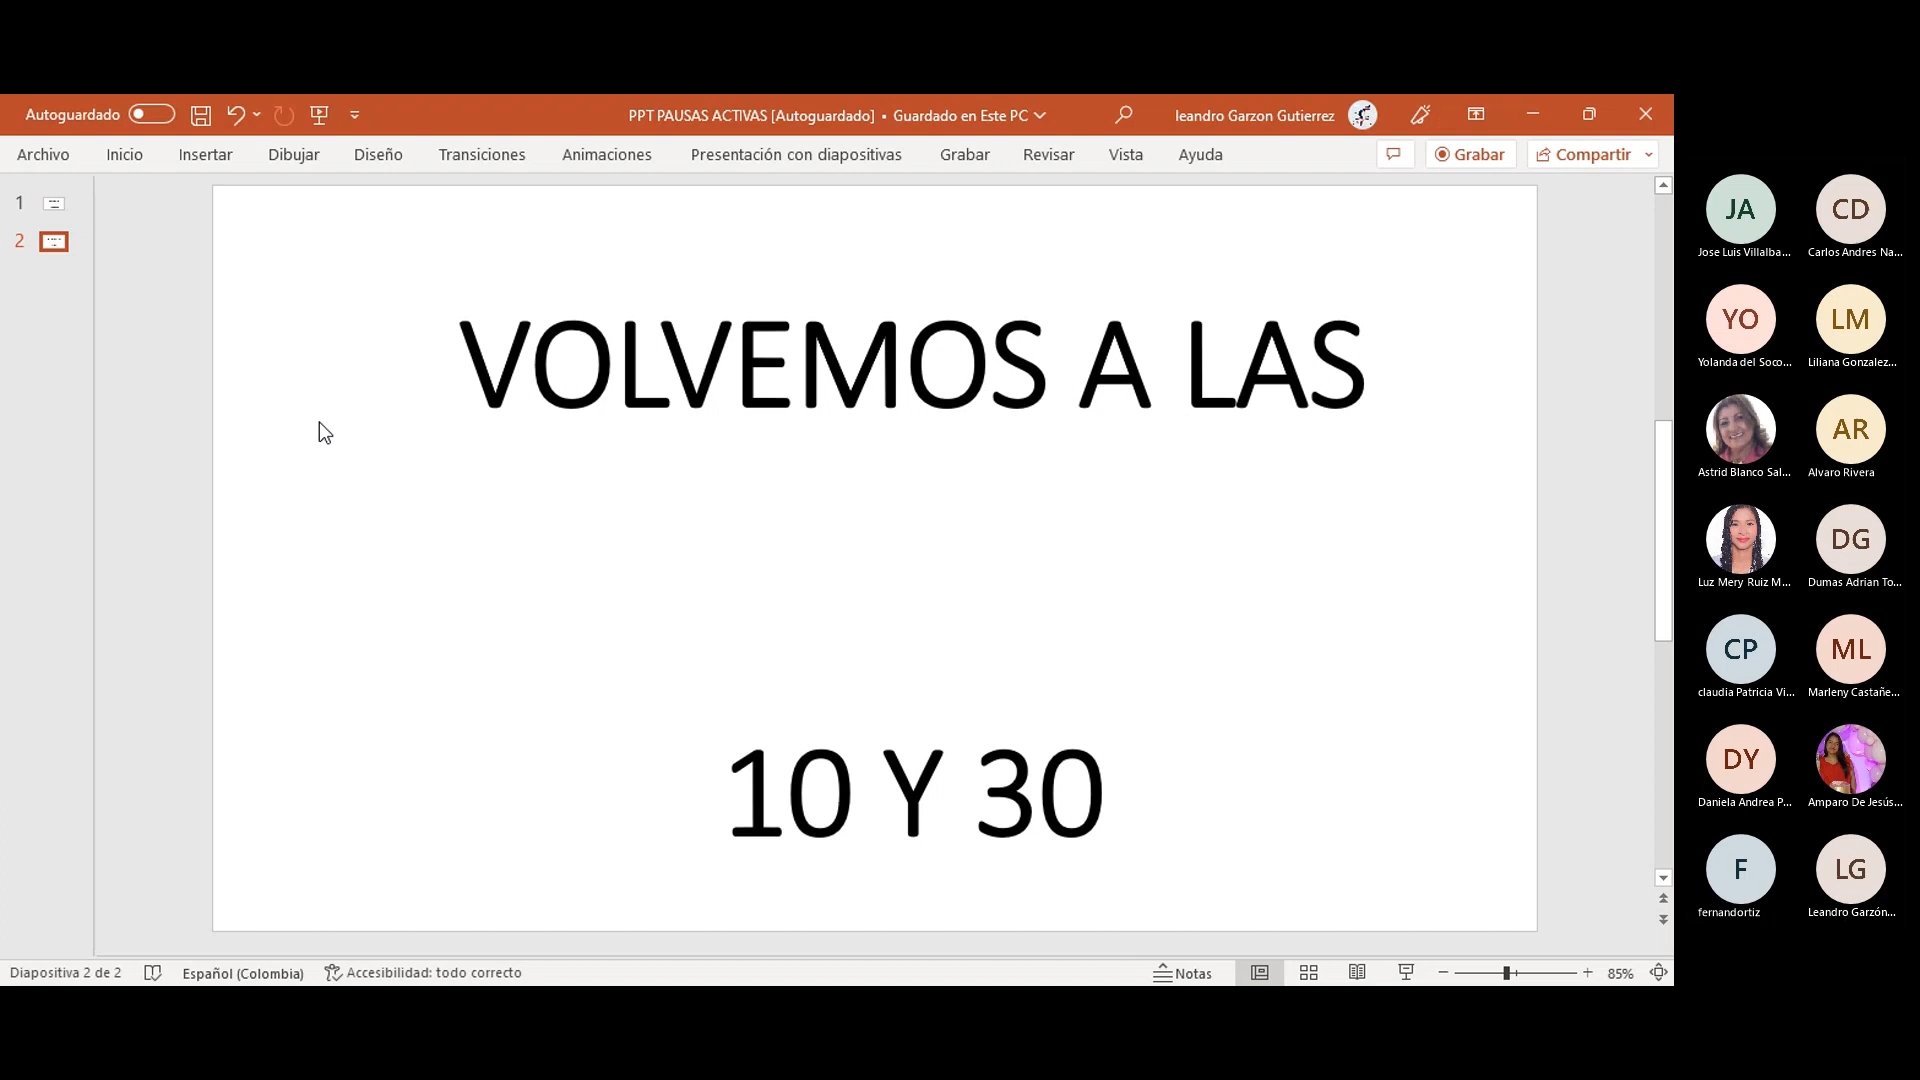 Autoguardado
PPT PAUSAS ACTIVAS [Autoguardado] • Guardado en Este PC
leandro Garzon Gutierrez
Archivo Inicio Insertar Dibujar Diseño Transiciones Animaciones Presentación con diapositivas Grabar Revisar Vista Ayuda
Grabar
Compartir
1
2
VOLVEMOS A LAS
10 Y 30
Diapositiva 2 de 2
Español (Colombia)
Accesibilidad: todo correcto
Notas
85%
JA CD
Jose Luis Villalba... Carlos Andres Na...
YO LM
Yolanda del Soco... Liliana Gonzalez...
AR
Astrid Blanco Sal... Alvaro Rivera
DG
Luz Mery Ruiz M... Dumas Adrian To...
CP ML
claudia Patricia Vi... Marleny Castañe...
DY
Daniela Andrea P... Amparo De Jesús...
F LG
fernandortiz Leandro Garzón...